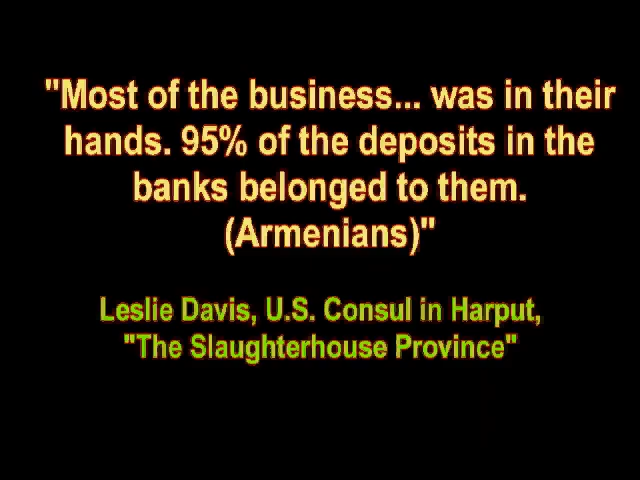 "Most of the business... was in their
hands. 95% of the deposits in the
banks belonged to them.
(Armenians)"
Leslie Davis, U.S. Consul in Harput,
"The Slaughterhouse Province"